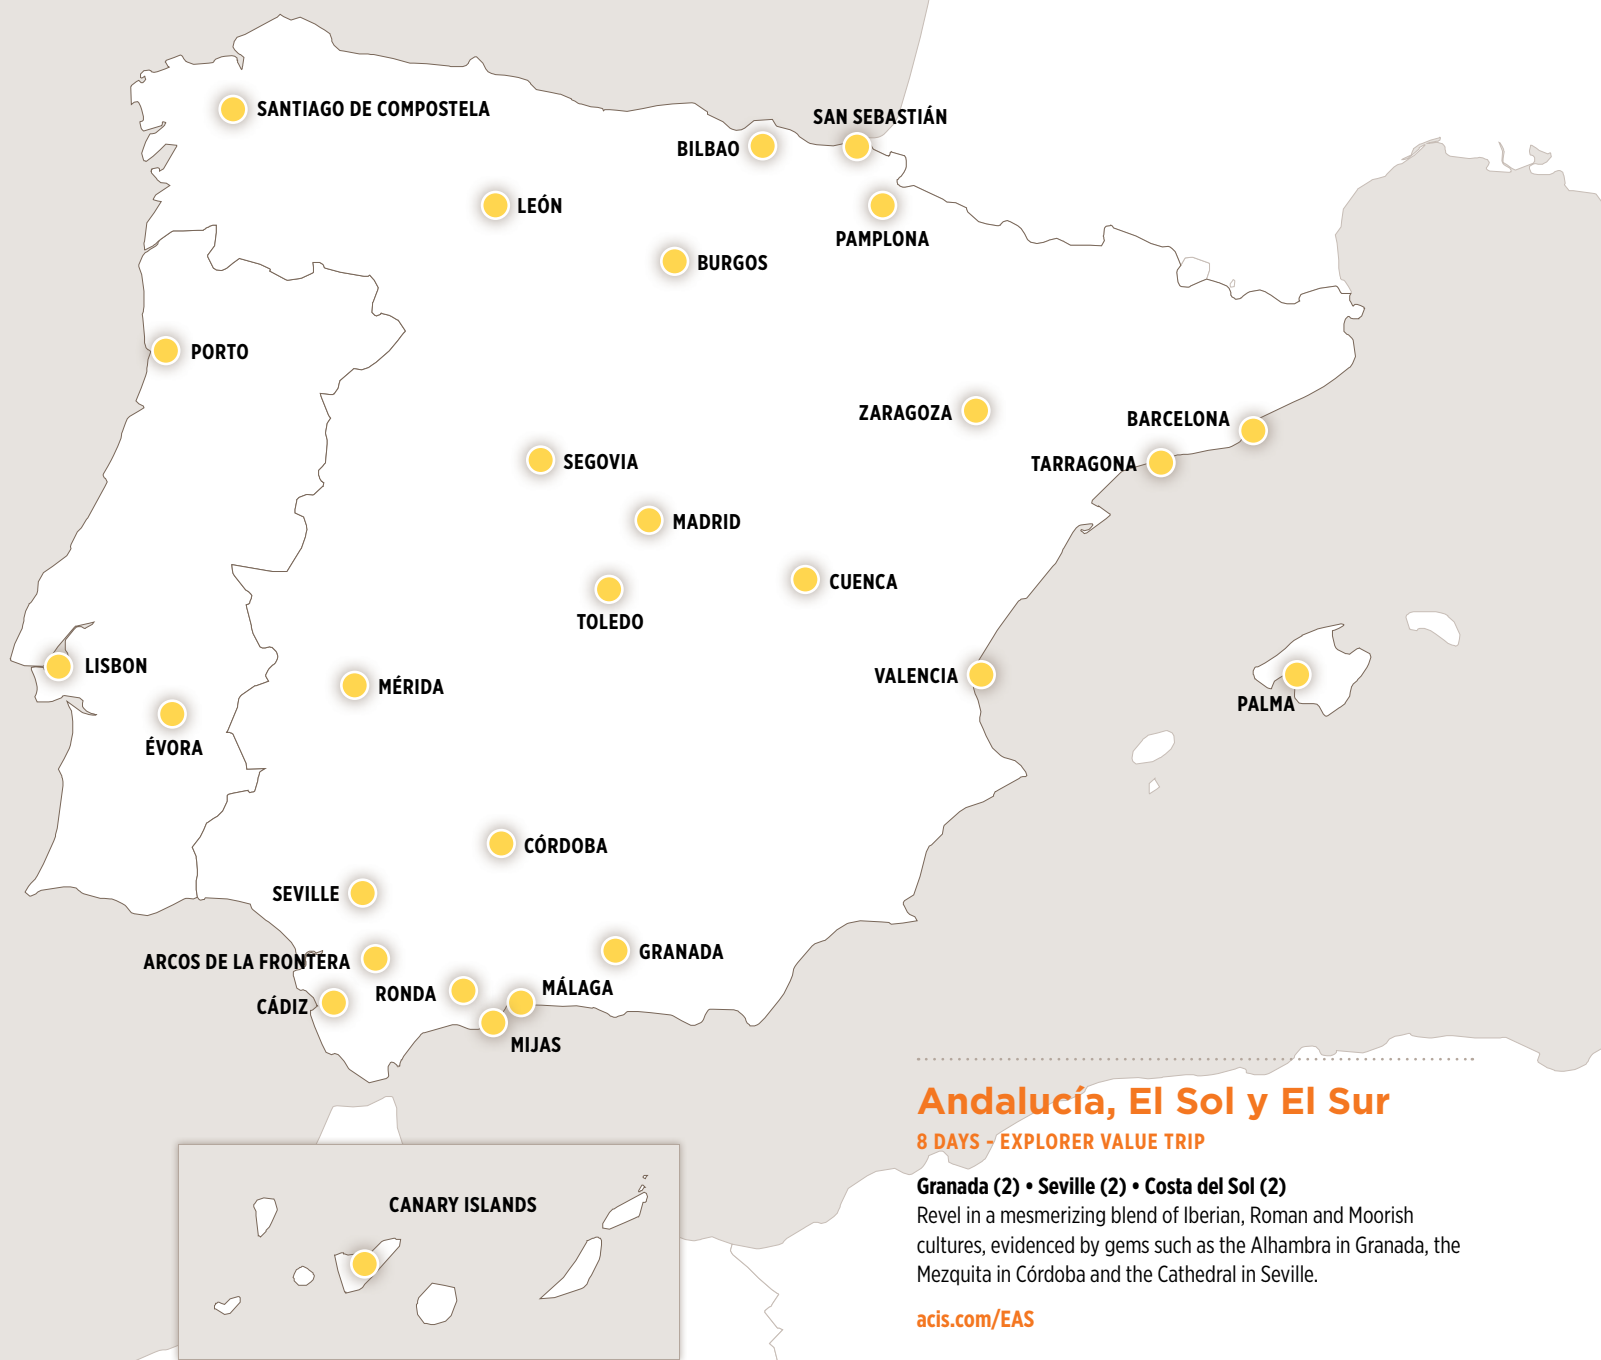 SANTIAGO DE COMPOSTELA
SAN SEBASTIÁN
BILBAO
LEÓN
PAMPLONA
BURGOS
PORTO
ZARAGOZA
BARCELONA
TARRAGONA
SEGOVIA
MADRID
CUENCA
TOLEDO
LISBON
MÉRIDA
VALENCIA
PALMA
ÉVORA
CÓRDOBA
SEVILLE
GRANADA
ARCOS DE LA FRONTERA
RONDA
MÁLAGA
CÁDIZ
MIJAS
CANARY ISLANDS
Andalucía, El Sol y El Sur
8 DAYS - EXPLORER VALUE TRIP
Granada (2) • Seville (2) • Costa del Sol (2)
Revel in a mesmerizing blend of Iberian, Roman and Moorish
cultures, evidenced by gems such as the Alhambra in Granada, the
Mezquita in Córdoba and the Cathedral in Seville.
acis.com/EAS